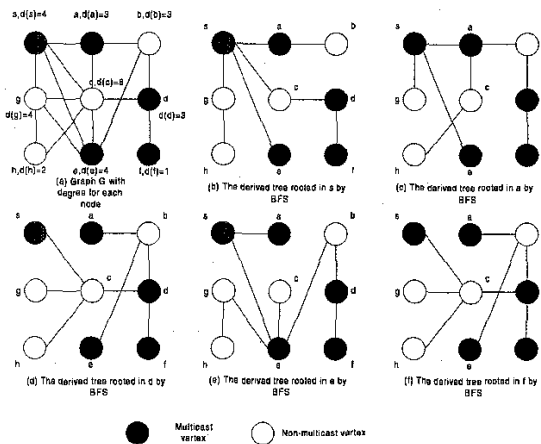 s,d(s)=4 a,d(a)=3 b,d(b)=3
g c,d(c)=6 d
d(g)=4 d(d)=3
h,d(h)=2 e,d(e)=4 f,d(f)=1
(a) Graph G with
degree for each
node
s a b
g c d
h e f
(b) The derived tree rooted in s by
BFS
s a
g c
h e
(c) The derived tree rooted in a by
BFS
s a b
g c d
h e f
(d) The derived tree rooted in d by
BFS
s a b
g c d
h e f
(e) The derived tree rooted in e by
BFS
s a b
g c d
h e f
(f) The derived tree rooted in f by
BFS
Multicast
vertex
Non-multicast vertex